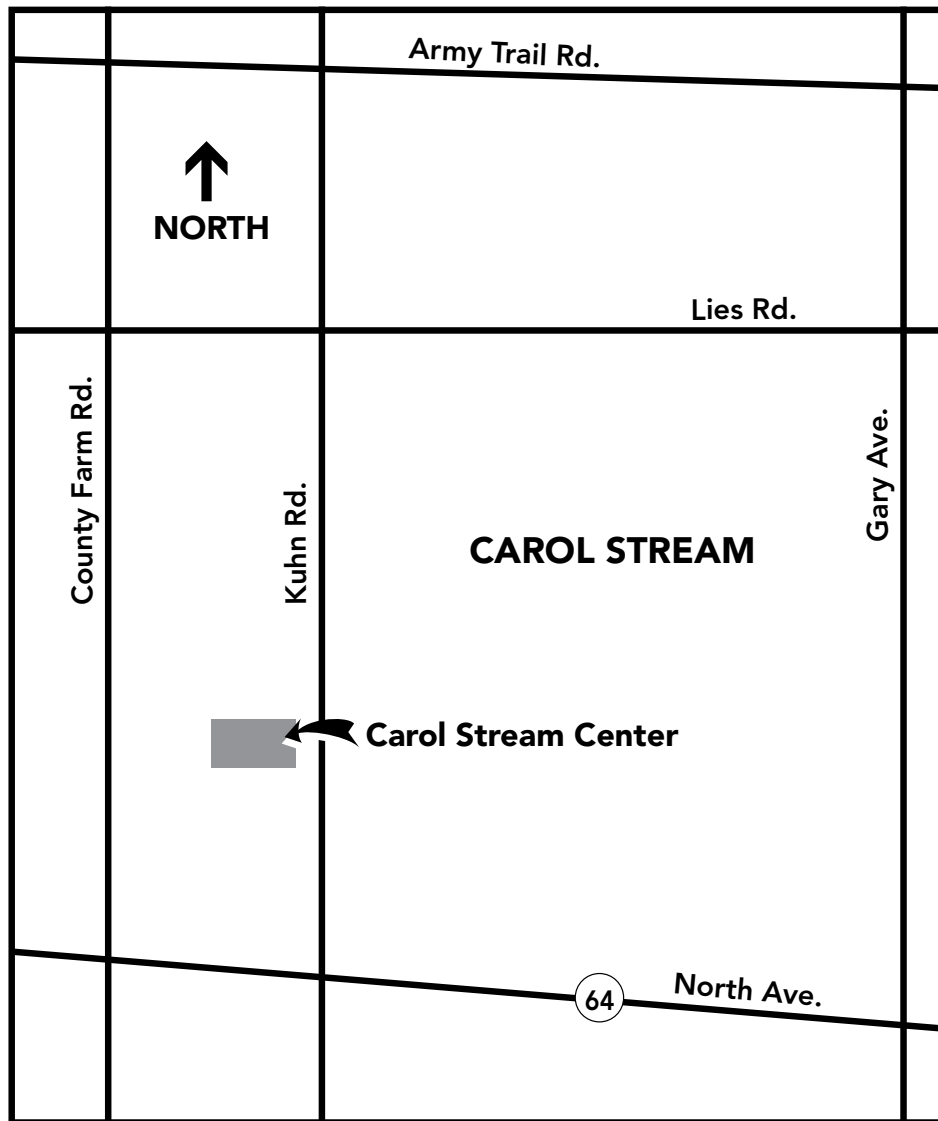 Army Trail Rd.
NORTH
Lies Rd.
County Farm Rd.
Kuhn Rd.
Gary Ave.
CAROL STREAM
Carol Stream Center
64
North Ave.